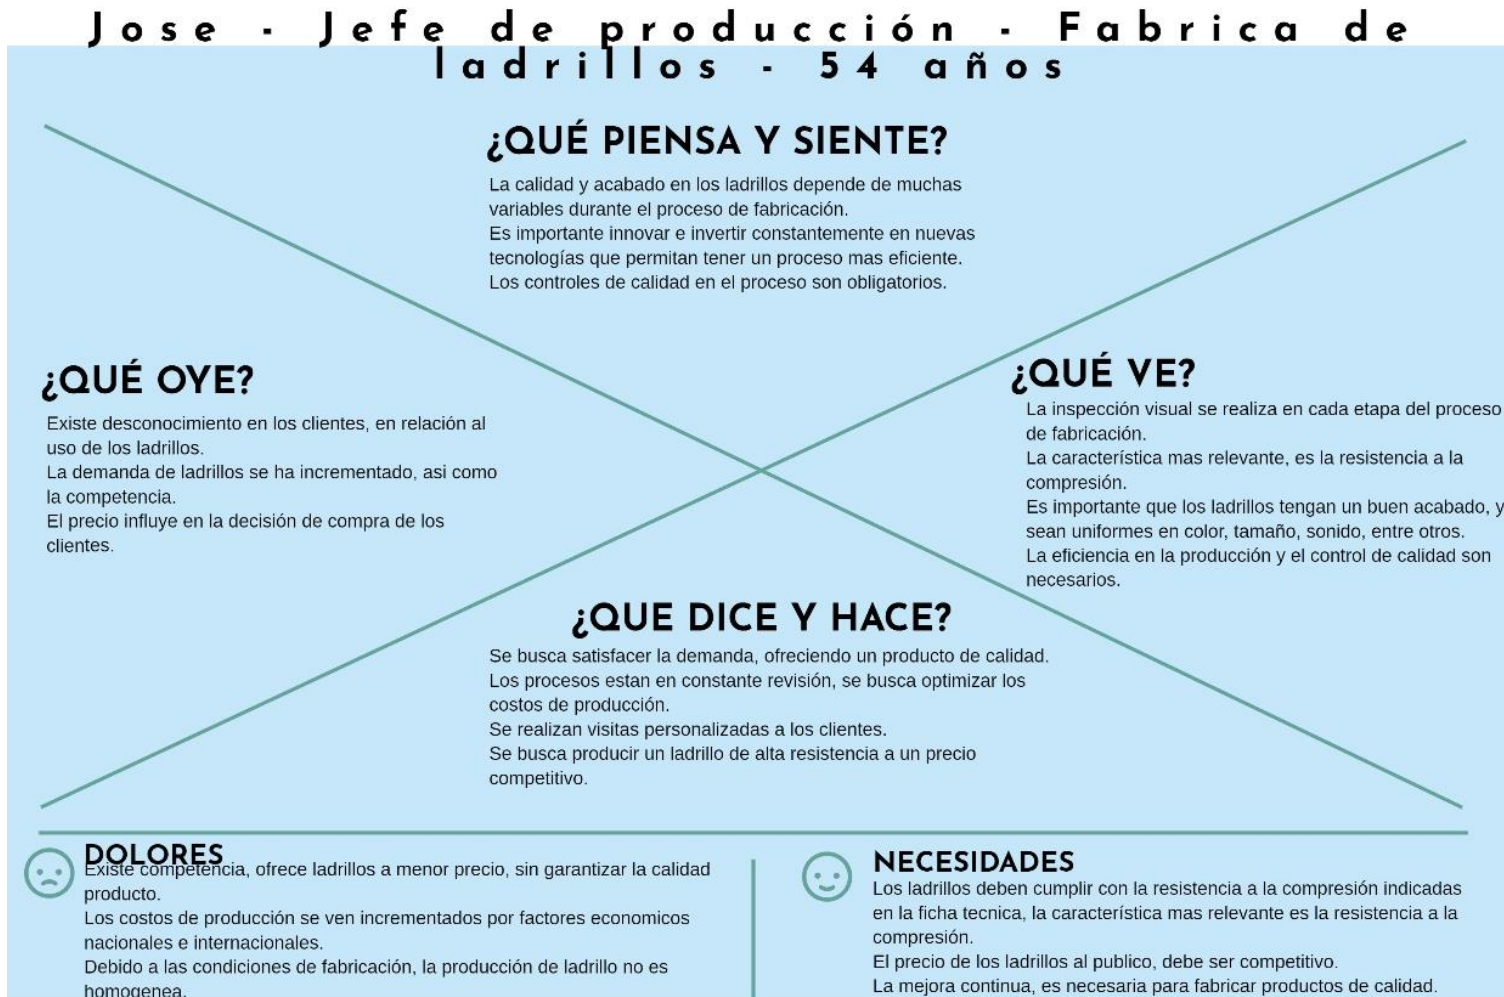 Jose - Jefe de producción - Fabrica de
ladrillos - 54 años
¿QUÉ PIENSA Y SIENTE?
La calidad y acabado en los ladrillos depende de muchas
variables durante el proceso de fabricación.
Es importante innovar e invertir constantemente en nuevas
tecnologías que permitan tener un proceso mas eficiente.
Los controles de calidad en el proceso son obligatorios.
¿QUÉ OYE?
Existe desconocimiento en los clientes, en relación al
uso de los ladrillos.
La demanda de ladrillos se ha incrementado, asi como
la competencia.
El precio influye en la decisión de compra de los
clientes.
¿QUÉ VE?
La inspección visual se realiza en cada etapa del proceso
de fabricación.
La característica mas relevante, es la resistencia a la
compresión.
Es importante que los ladrillos tengan un buen acabado, y
sean uniformes en color, tamaño, sonido, entre otros.
La eficiencia en la producción y el control de calidad son
necesarios.
¿QUE DICE Y HACE?
Se busca satisfacer la demanda, ofreciendo un producto de calidad.
Los procesos estan en constante revisión, se busca optimizar los
costos de producción.
Se realizan visitas personalizadas a los clientes.
Se busca producir un ladrillo de alta resistencia a un precio
competitivo.
DOLORES
Existe competencia, ofrece ladrillos a menor precio, sin garantizar la calidad
producto.
Los costos de producción se ven incrementados por factores economicos
nacionales e internacionales.
Debido a las condiciones de fabricación, la producción de ladrillo no es
homogenea.
NECESIDADES
Los ladrillos deben cumplir con la resistencia a la compresión indicadas
en la ficha tecnica, la característica mas relevante es la resistencia a la
compresión.
El precio de los ladrillos al publico, debe ser competitivo.
La mejora continua, es necesaria para fabricar productos de calidad.